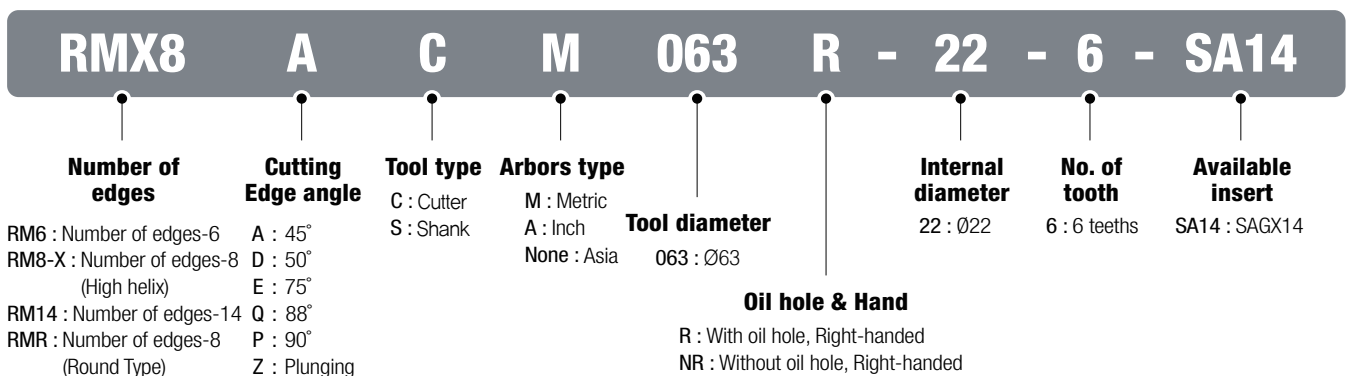 RMX8 A C M 063 R - 22 - 6 - SA14
Number of
edges
RM6 : Number of edges-6
RM8-X : Number of edges-8
(High helix)
RM14 : Number of edges-14
RMR : Number of edges-8
(Round Type)
Cutting
Edge angle
A : 45°
D : 50°
E : 75°
Q : 88°
P : 90°
Z : Plunging
Tool type
C : Cutter
S : Shank
Arbors type
M : Metric
A : Inch
None : Asia
Tool diameter
063 : Ø63
Oil hole & Hand
R : With oil hole, Right-handed
NR : Without oil hole, Right-handed
Internal
diameter
22 : Ø22
No. of
tooth
6 : 6 teeths
Available
insert
SA14 : SAGX14